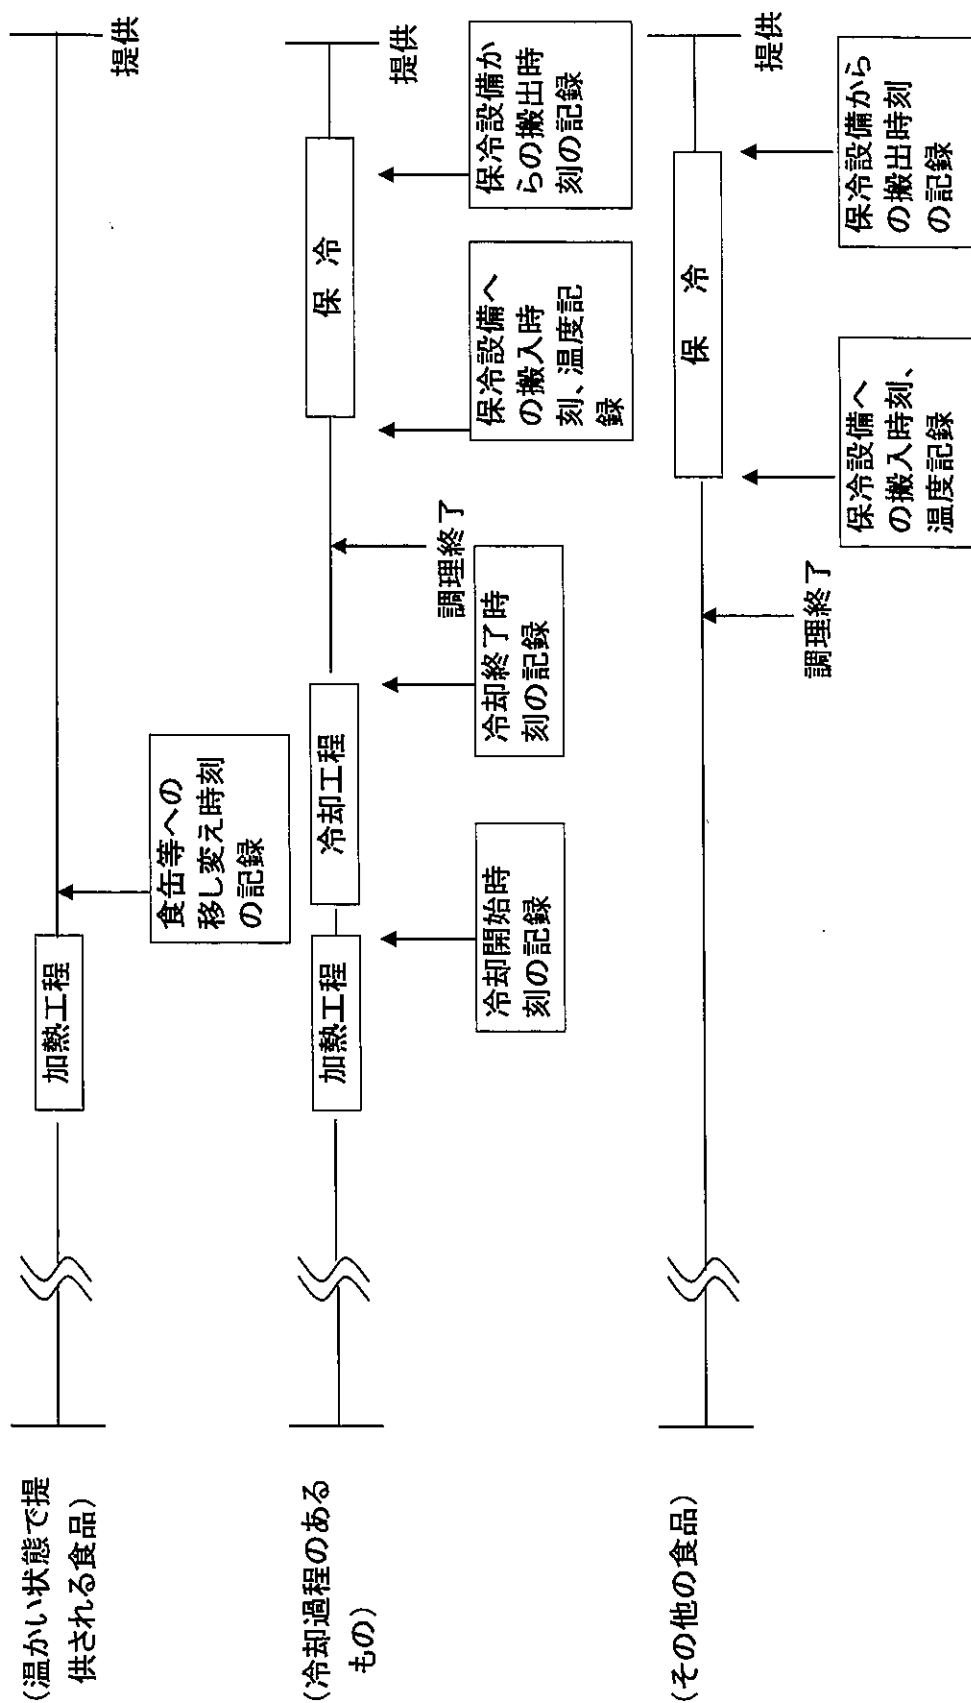 （温かい状態で提
供される食品）
加熱工程
食缶等への
移し変え時刻
の記録
提供
（冷却過程のある
もの）
加熱工程
冷却工程
保 冷
提供
冷却開始時
刻の記録
冷却終了時
刻の記録
調理終了
保冷設備へ
の搬入時
刻、温度記
録
保冷設備か
らの搬出時
刻の記録
（その他の食品）
保 冷
提供
調理終了
保冷設備へ
の搬入時刻、
温度記録
保冷設備から
の搬出時刻
の記録